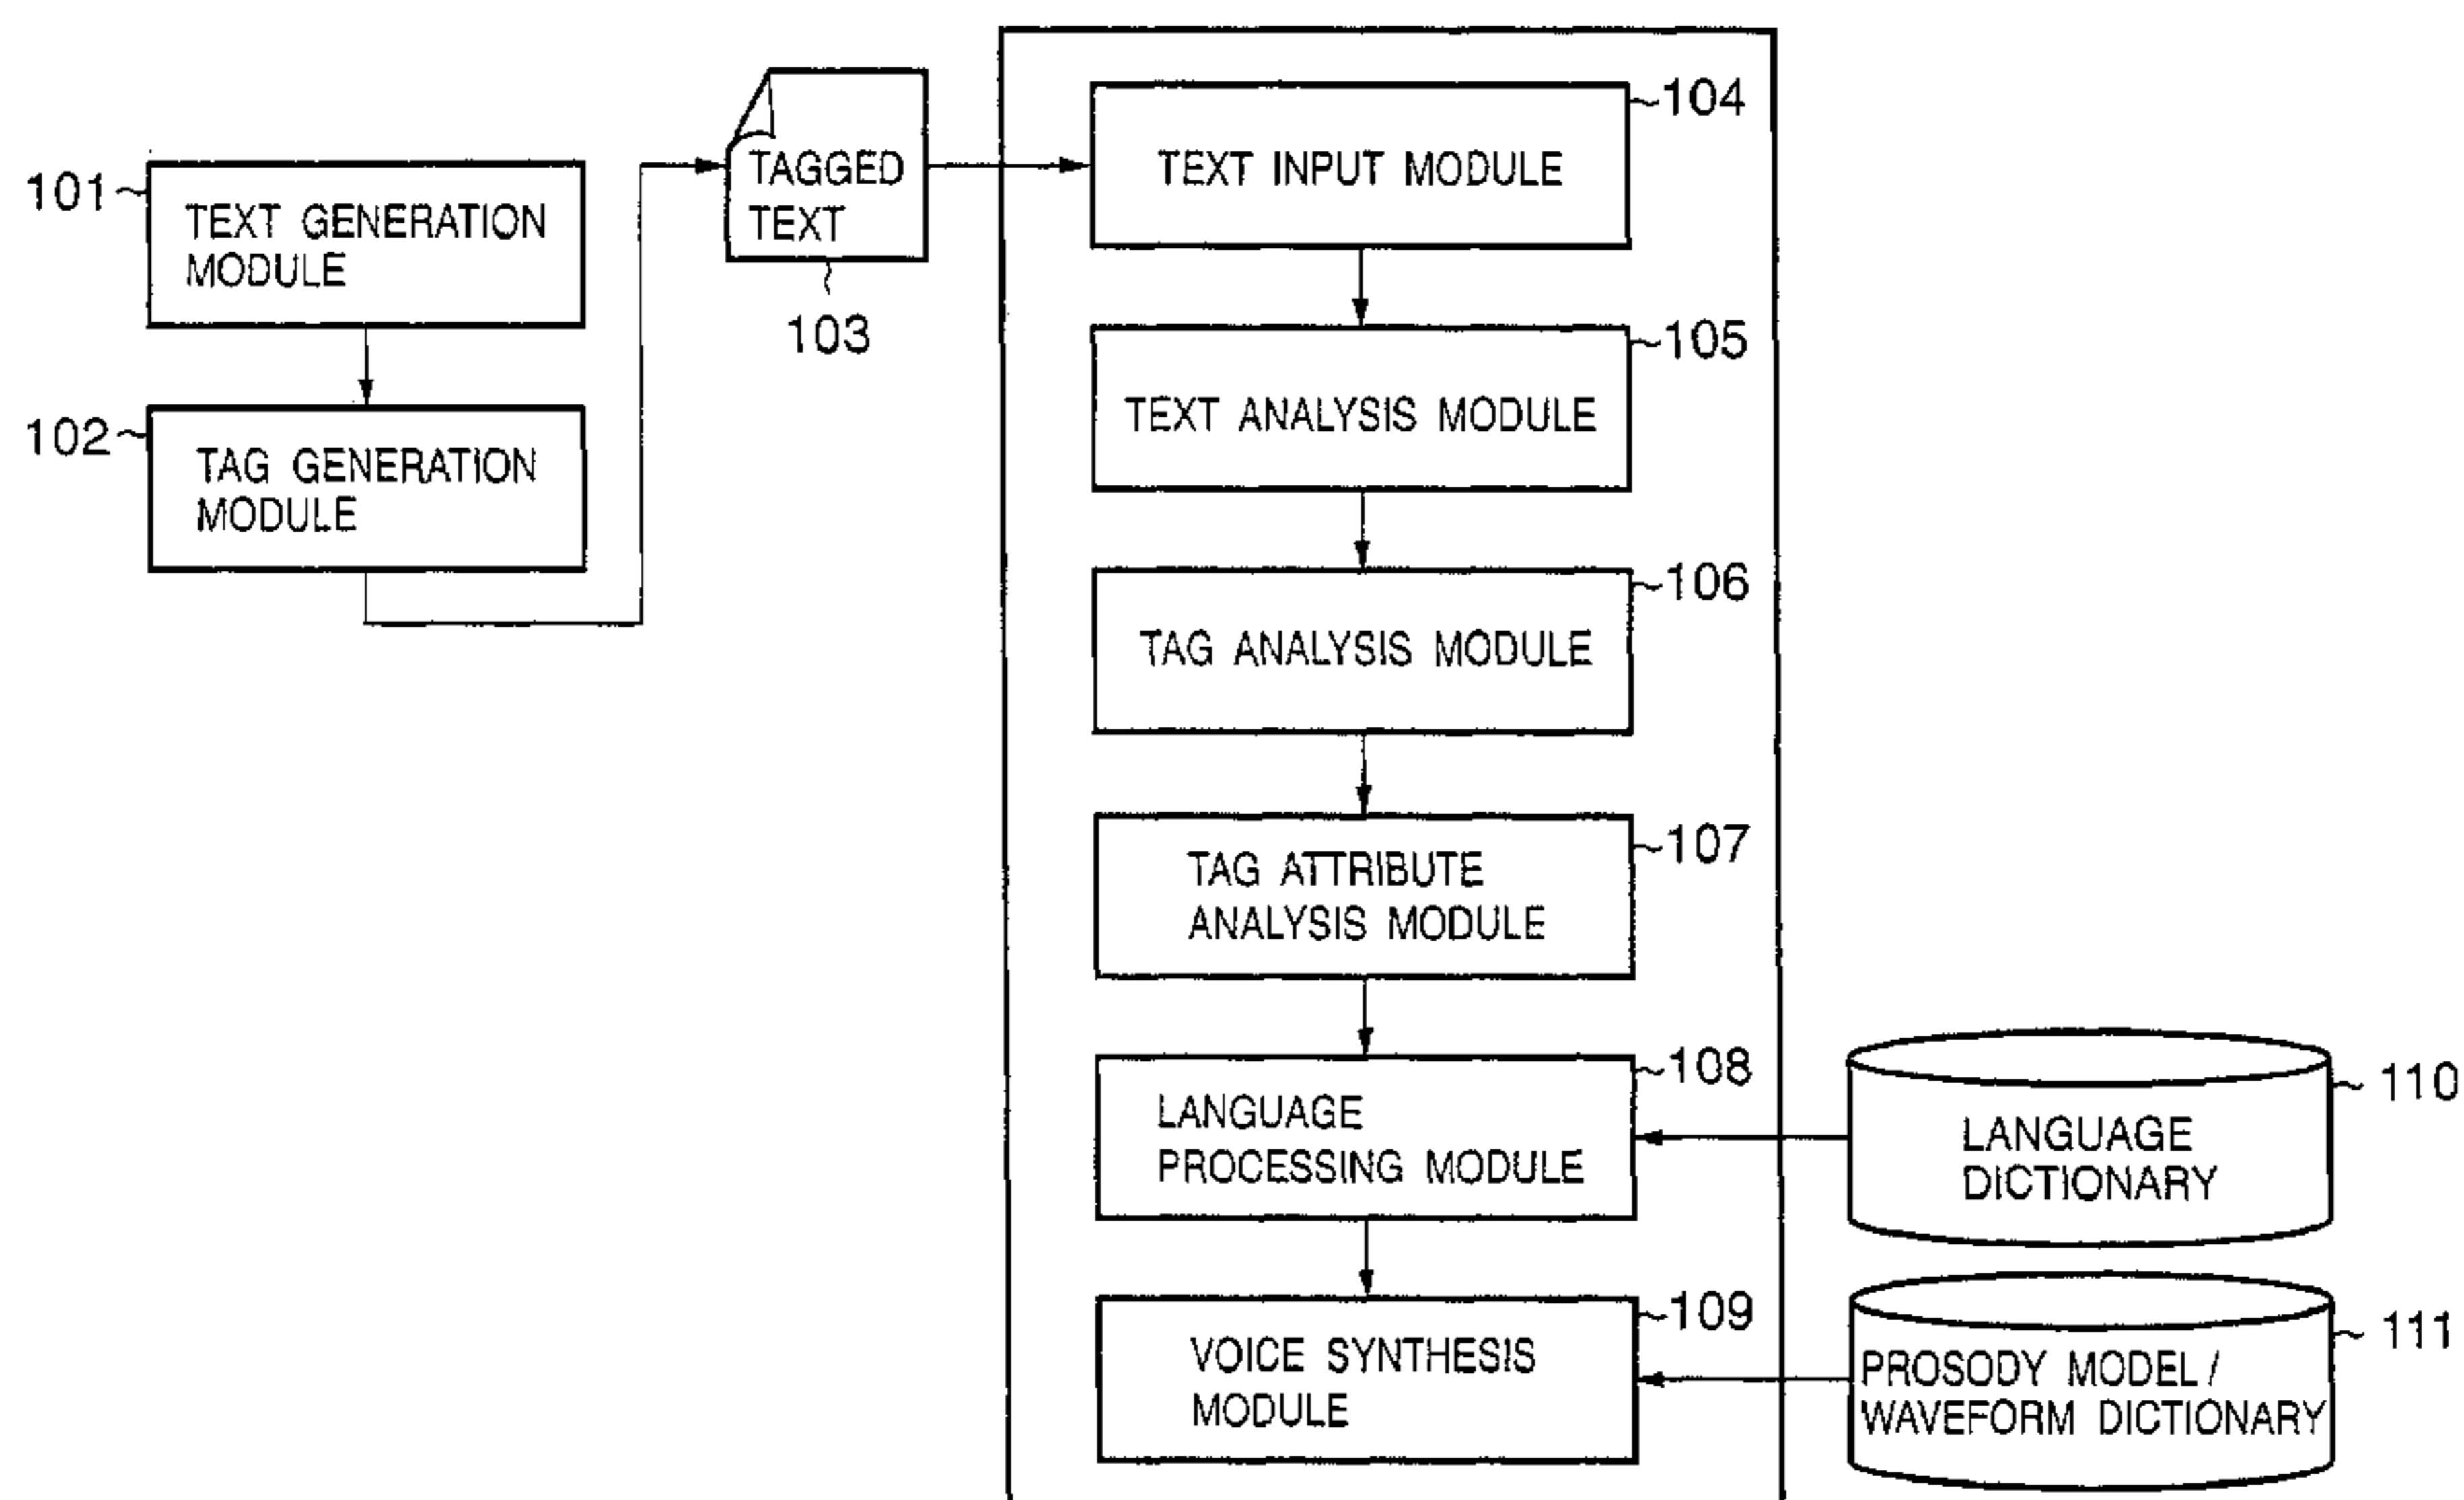 101
TEXT GENERATION
MODULE
102
TAG GENERATION
MODULE
TAGGED
TEXT
103
104
TEXT INPUT MODULE
105
TEXT ANALYSIS MODULE
106
TAG ANALYSIS MODULE
107
TAG ATTRIBUTE
ANALYSIS MODULE
108
LANGUAGE
PROCESSING MODULE
109
VOICE SYNTHESIS
MODULE
110
LANGUAGE
DICTIONARY
111
PROSODY MODEL /
WAVEFORM DICTIONARY